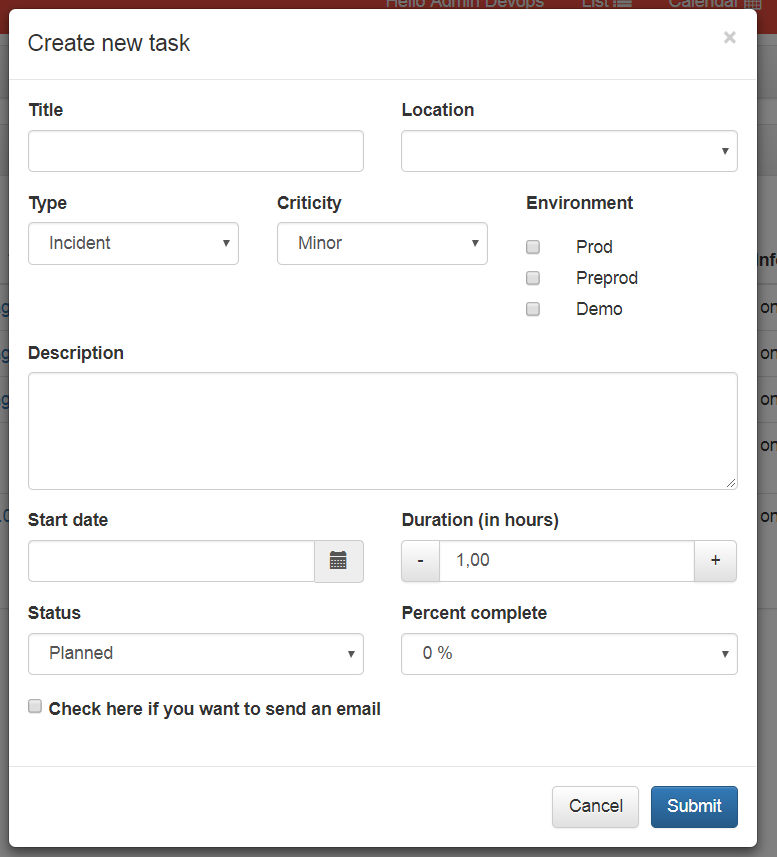 Hello Admin Devops List Calendar
Create new task ×
Title Location
Type Criticity Environment
Incident Minor
Prod
Preprod
Demo
Description
Start date Duration (in hours)
- 1,00 +
Status Percent complete
Planned 0 %
Check here if you want to send an email
Cancel Submit